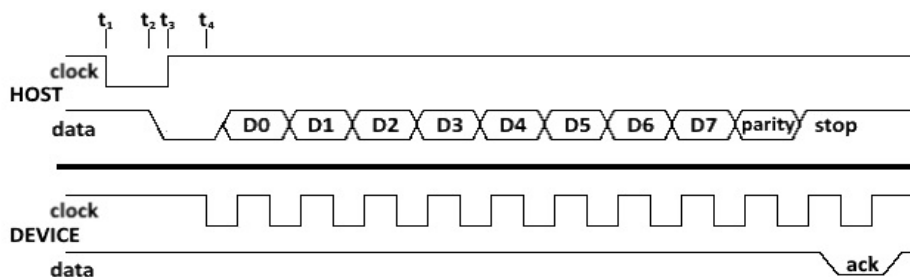 t1 t2 t3 t4
clock
HOST
data D0 D1 D2 D3 D4 D5 D6 D7 parity stop
clock
DEVICE
data ack